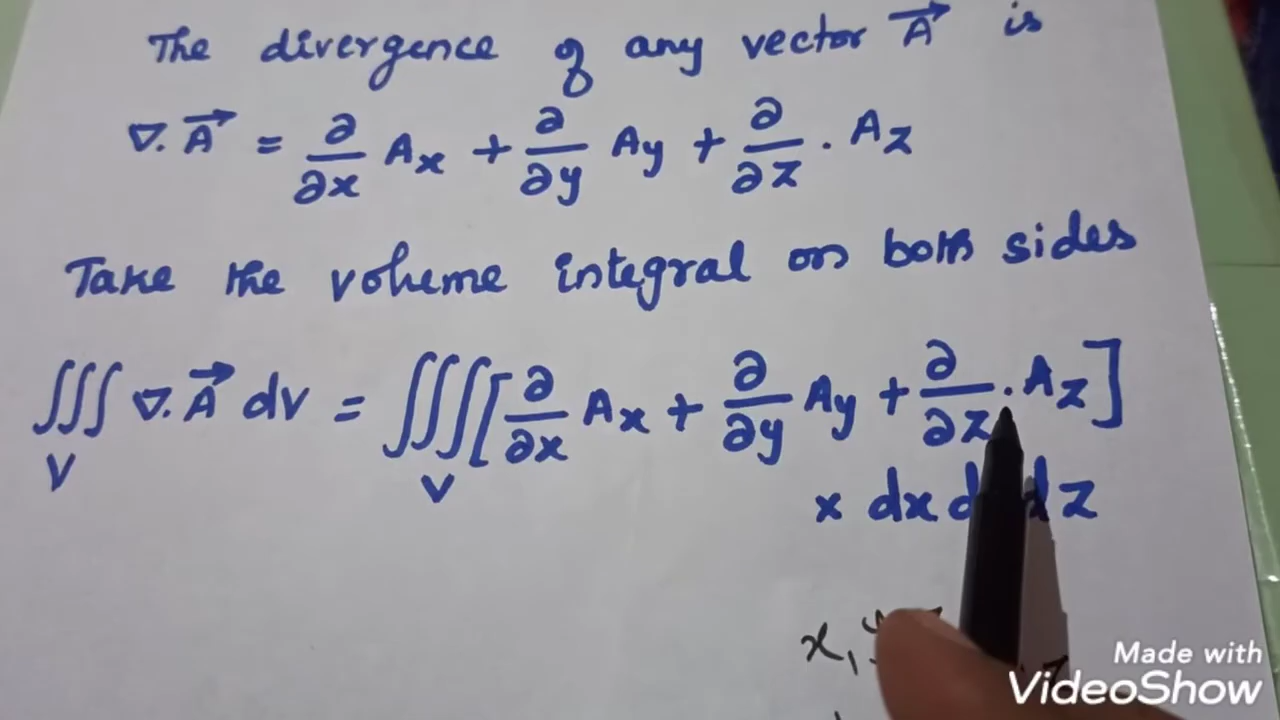 The divergence of any vector A⃗ is
∇. A⃗ = ∂/∂x Ax + ∂/∂y Ay + ∂/∂z . Az
Take the volume integral on both sides
∭V ∇. A⃗ dv = ∭V [∂/∂x Ax + ∂/∂y Ay + ∂/∂z . Az]
x dx d dz
x,
Made with
VideoShow